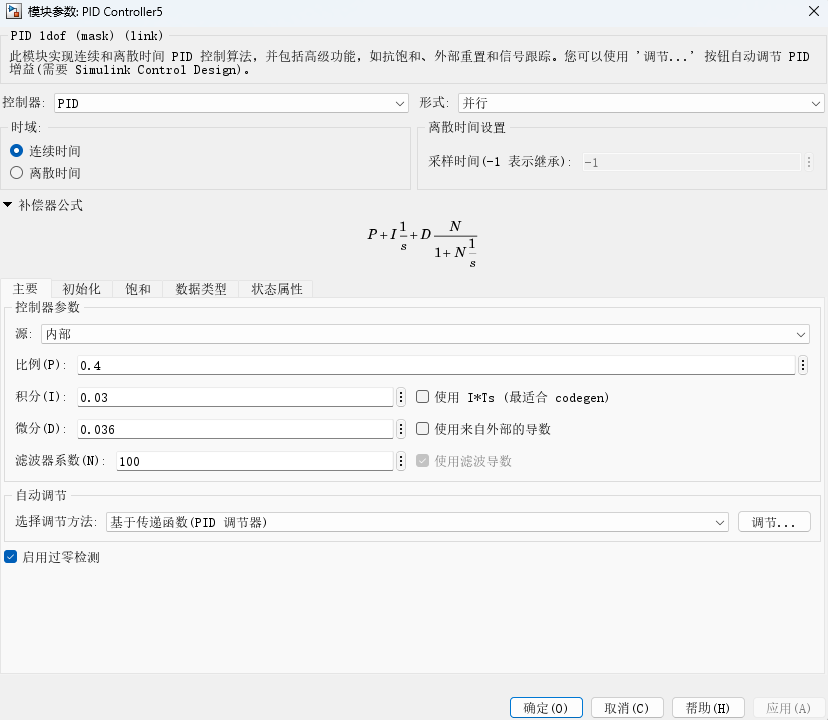 模块参数: PID Controller5
PID 1dof (mask) (link)
此模块实现连续和离散时间 PID 控制算法，并包括高级功能，如抗饱和、外部重置和信号跟踪。您可以使用 '调节...' 按钮自动调节 PID
增益(需要 Simulink Control Design)。
控制器: PID 形式: 并行
时域: 离散时间设置
连续时间
离散时间
采样时间(-1 表示继承): -1
补偿器公式
P+I 1/s +D N/(1+N 1/s)
主要 初始化 饱和 数据类型 状态属性
控制器参数
源: 内部
比例(P): 0.4
积分(I): 0.03 使用 I*Ts (最适合 codegen)
微分(D): 0.036 使用来自外部的导数
滤波器系数(N): 100 使用滤波导数
自动调节
选择调节方法: 基于传递函数(PID 调节器) 调节...
启用过零检测
确定(O) 取消(C) 帮助(H) 应用(A)